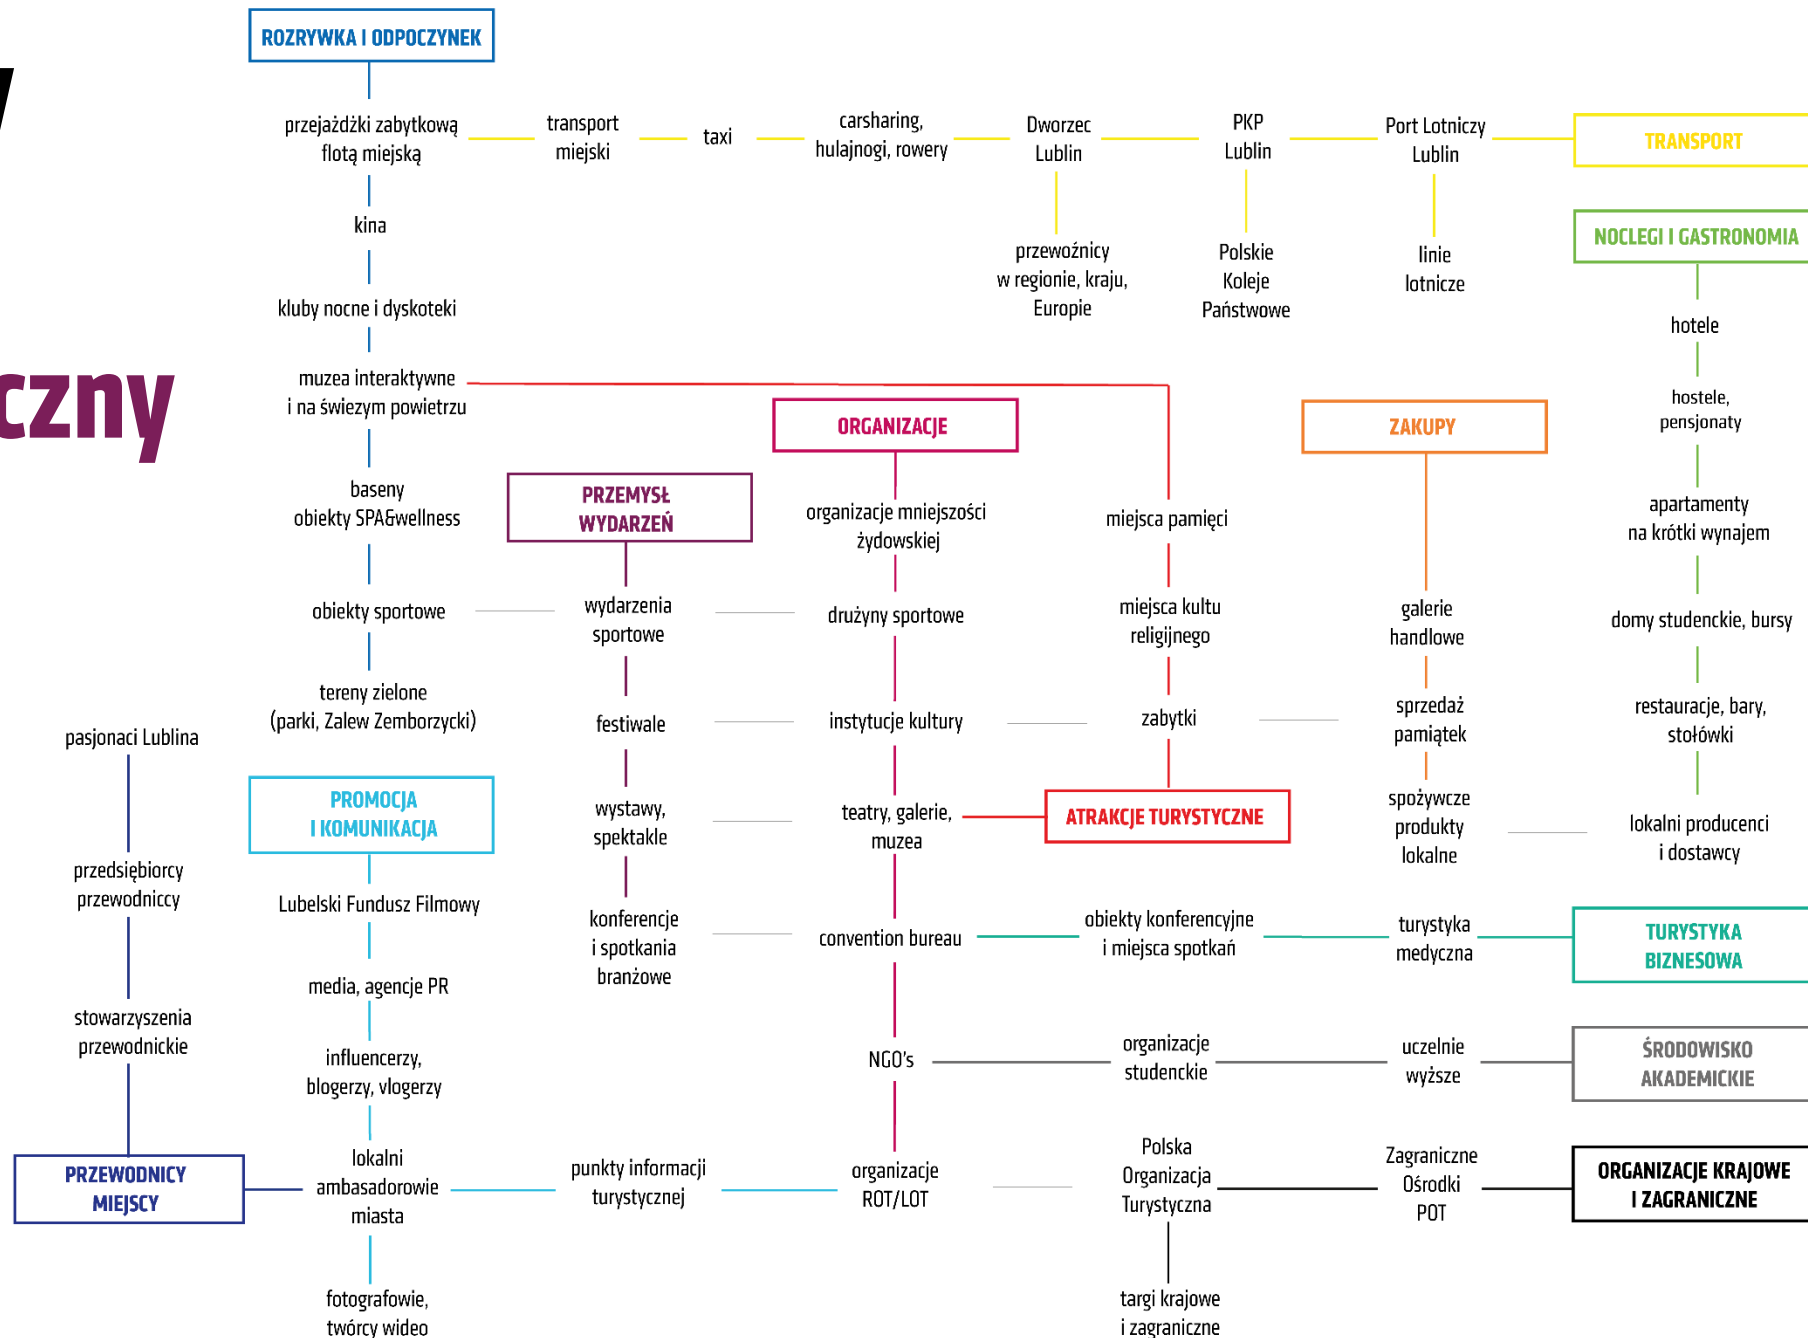 ROZRYWKA I ODPOCZYNEK
przejażdżki zabytkową
flotą miejską
transport
miejski
taxi
carsharing,
hulajnogi, rowery
Dworzec
Lublin
PKP
Lublin
Port Lotniczy
Lublin
TRANSPORT
kina
przewoźnicy
w regionie, kraju,
Europie
Polskie
Koleje
Państwowe
linie
lotnicze
NOCLEGI I GASTRONOMIA
kluby nocne i dyskoteki
hotele
czny
muzea interaktywne
i na świezym powietrzu
ORGANIZACJE
ZAKUPY
hostele,
pensjonaty
baseny
obiekty SPA&wellness
PRZEMYSŁ
WYDARZEŃ
organizacje mniejszości
żydowskiej
miejsca pamięci
apartamenty
na krótki wynajem
obiekty sportowe
wydarzenia
sportowe
drużyny sportowe
miejsca kultu
religijnego
galerie
handlowe
domy studenckie, bursy
tereny zielone
(parki, Zalew Zemborzycki)
festiwale
instytucje kultury
zabytki
sprzedaż
pamiątek
restauracje, bary,
stołówki
pasjonaci Lublina
PROMOCJA
I KOMUNIKACJA
wystawy,
spektakle
teatry, galerie,
muzea
ATRAKCJE TURYSTYCZNE
spożywcze
produkty
lokalne
lokalni producenci
i dostawcy
przedsiębiorcy
przewodniccy
Lubelski Fundusz Filmowy
konferencje
i spotkania
branżowe
convention bureau
obiekty konferencyjne
i miejsca spotkań
turystyka
medyczna
TURYSTYKA
BIZNESOWA
media, agencje PR
stowarzyszenia
przewodnickie
influencerzy,
blogerzy, vlogerzy
NGO's
organizacje
studenckie
uczelnie
wyższe
ŚRODOWISKO
AKADEMICKIE
PRZEWODNICY
MIEJSCY
lokalni
ambasadorowie
miasta
punkty informacji
turystycznej
organizacje
ROT/LOT
Polska
Organizacja
Turystyczna
Zagraniczne
Ośrodki
POT
ORGANIZACJE KRAJOWE
I ZAGRANICZNE
fotografowie,
twórcy wideo
targi krajowe
i zagraniczne